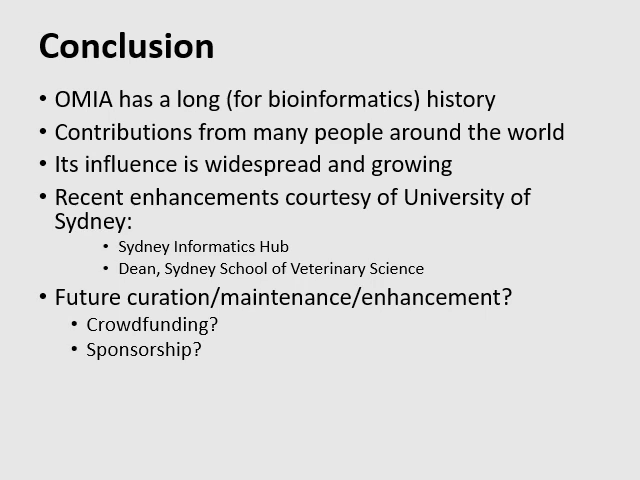 Conclusion
• OMIA has a long (for bioinformatics) history
• Contributions from many people around the world
• Its influence is widespread and growing
• Recent enhancements courtesy of University of
Sydney:
• Sydney Informatics Hub
• Dean, Sydney School of Veterinary Science
• Future curation/maintenance/enhancement?
• Crowdfunding?
• Sponsorship?